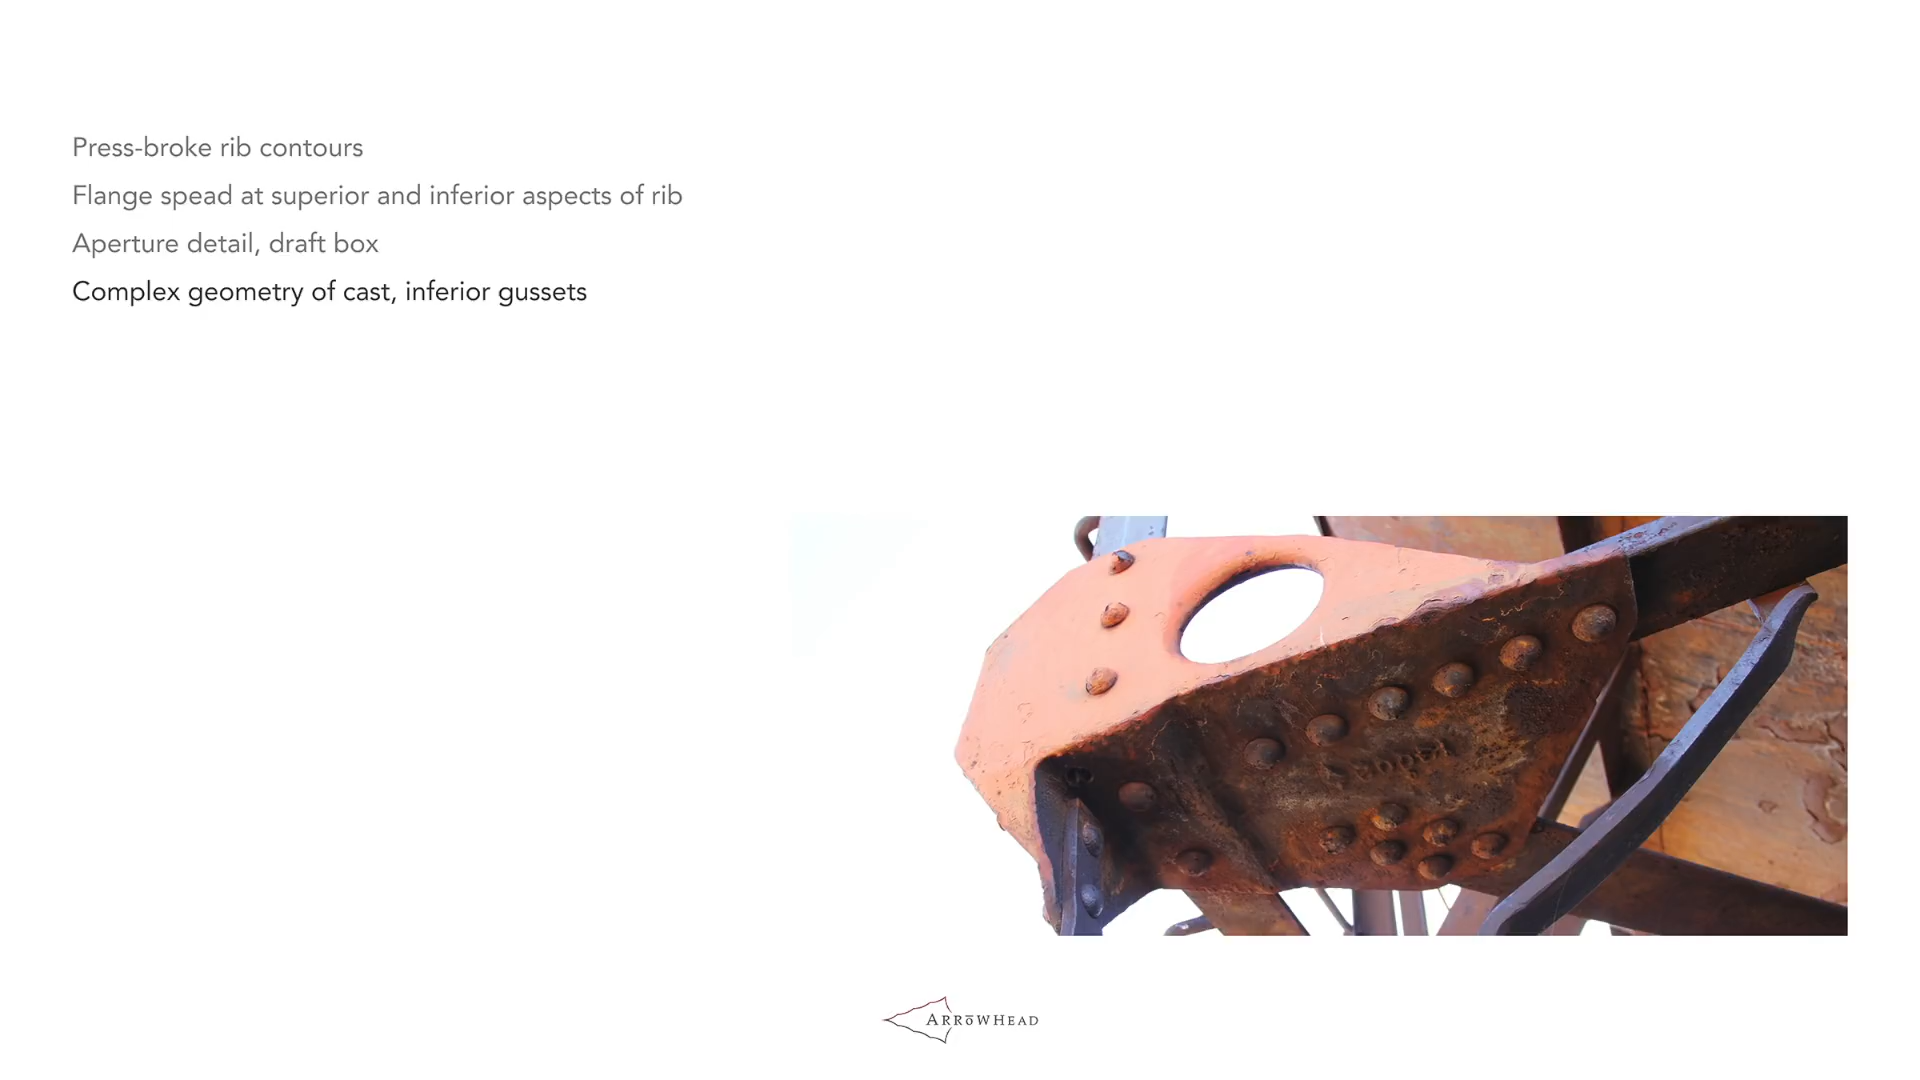 Press-broke rib contours
Flange spead at superior and inferior aspects of rib
Aperture detail, draft box
Complex geometry of cast, inferior gussets
ARRōWHEAD